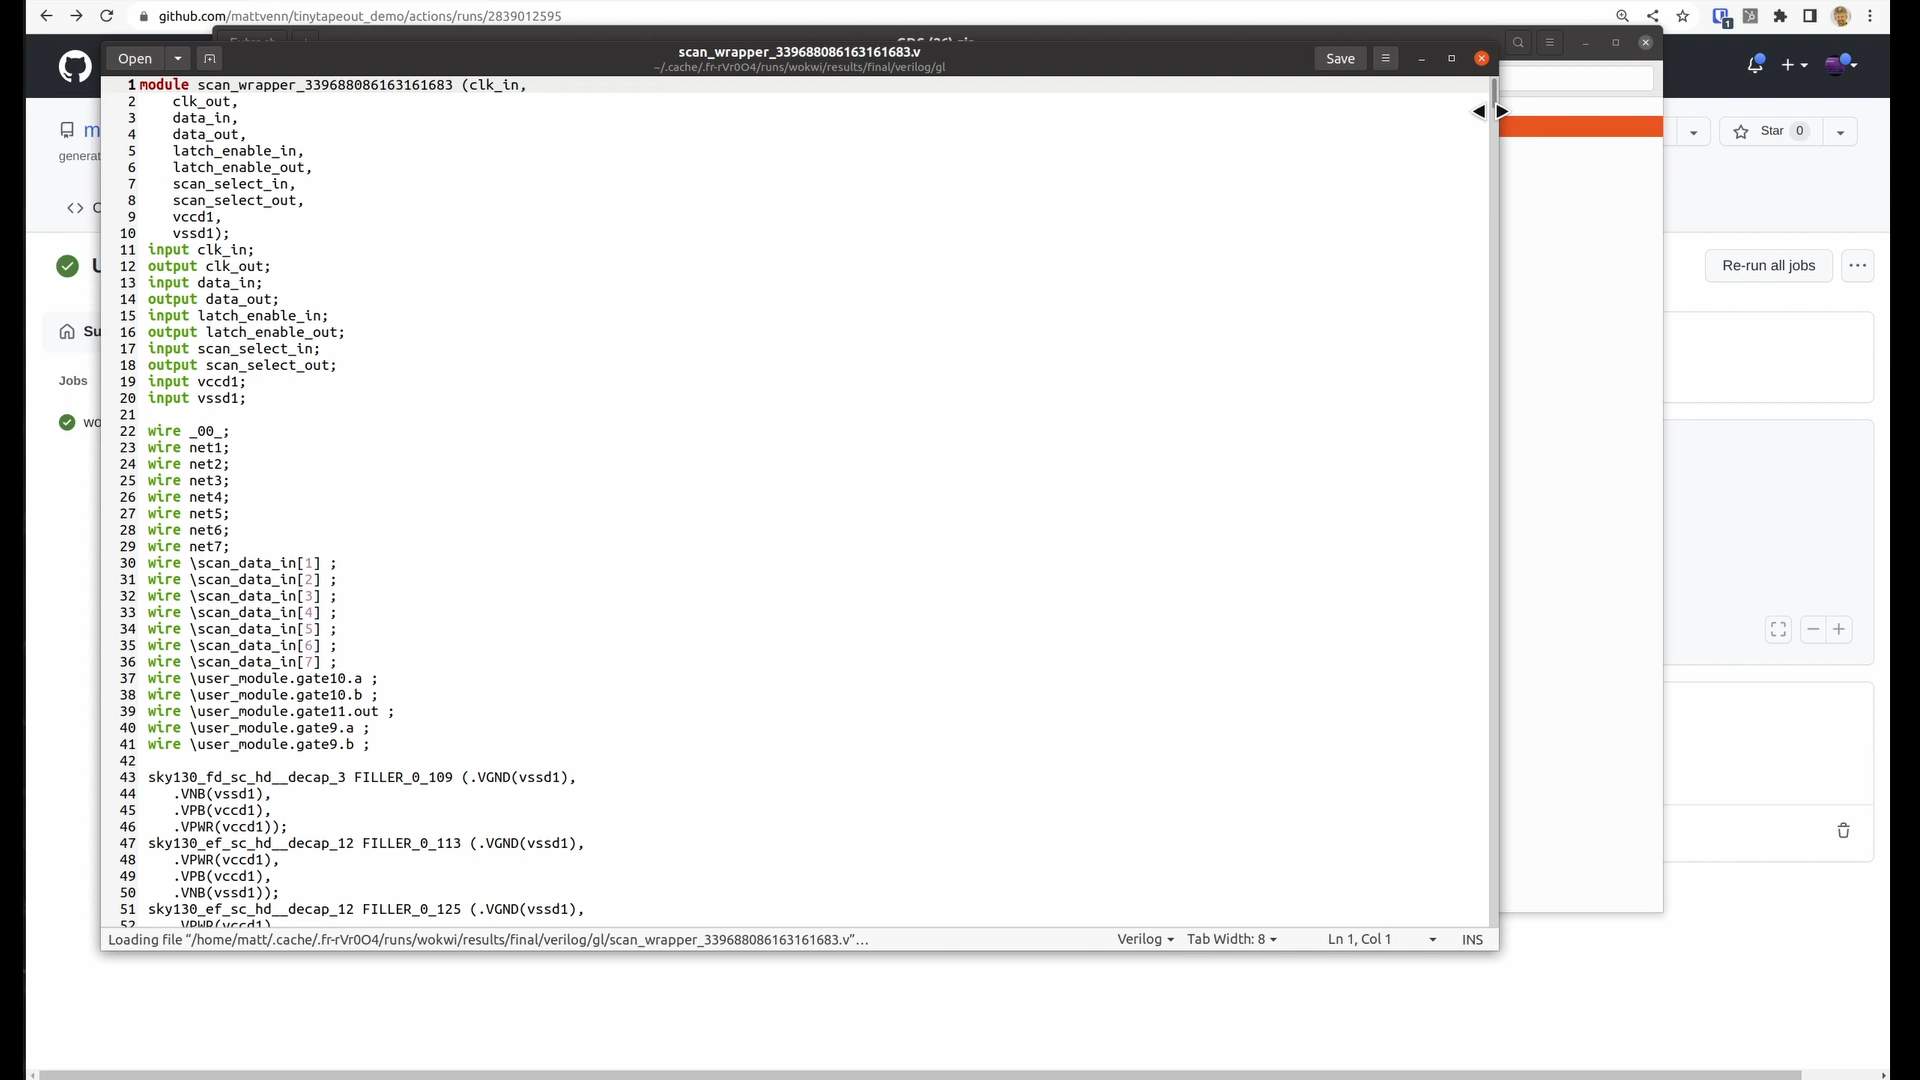 github.com/mattvenn/tinytapeout_demo/actions/runs/2839012595
1
Open
scan_wrapper_339688086163161683.v
~/.cache/.fr-rVr0O4/runs/wokwi/results/final/verilog/gl
Save
1 module scan_wrapper_339688086163161683 (clk_in,
2 clk_out,
3 data_in,
4 data_out,
5 latch_enable_in,
6 latch_enable_out,
7 scan_select_in,
8 scan_select_out,
9 vccd1,
10 vssd1);
11 input clk_in;
12 output clk_out;
13 input data_in;
14 output data_out;
15 input latch_enable_in;
16 output latch_enable_out;
17 input scan_select_in;
18 output scan_select_out;
19 input vccd1;
20 input vssd1;
21
22 wire _00_;
23 wire net1;
24 wire net2;
25 wire net3;
26 wire net4;
27 wire net5;
28 wire net6;
29 wire net7;
30 wire \scan_data_in[1] ;
31 wire \scan_data_in[2] ;
32 wire \scan_data_in[3] ;
33 wire \scan_data_in[4] ;
34 wire \scan_data_in[5] ;
35 wire \scan_data_in[6] ;
36 wire \scan_data_in[7] ;
37 wire \user_module.gate10.a ;
38 wire \user_module.gate10.b ;
39 wire \user_module.gate11.out ;
40 wire \user_module.gate9.a ;
41 wire \user_module.gate9.b ;
42
43 sky130_fd_sc_hd__decap_3 FILLER_0_109 (.VGND(vssd1),
44 .VNB(vssd1),
45 .VPB(vccd1),
46 .VPWR(vccd1));
47 sky130_ef_sc_hd__decap_12 FILLER_0_113 (.VGND(vssd1),
48 .VPWR(vccd1),
49 .VPB(vccd1),
50 .VNB(vssd1));
51 sky130_ef_sc_hd__decap_12 FILLER_0_125 (.VGND(vssd1),
52 .VPWR(vccd1)
Loading file “/home/matt/.cache/.fr-rVr0O4/runs/wokwi/results/final/verilog/gl/scan_wrapper_339688086163161683.v”…
Verilog
Tab Width: 8
Ln 1, Col 1
INS
m
generat
Star 0
Re-run all jobs
Su
Jobs
wo